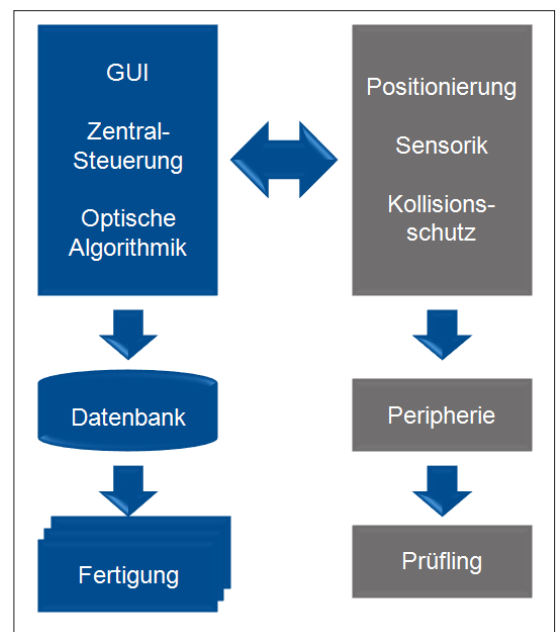 GUI
Zentral-
Steuerung
Optische
Algorithmik
Positionierung
Sensorik
Kollisions-
schutz
Datenbank
Peripherie
Fertigung
Prüfling